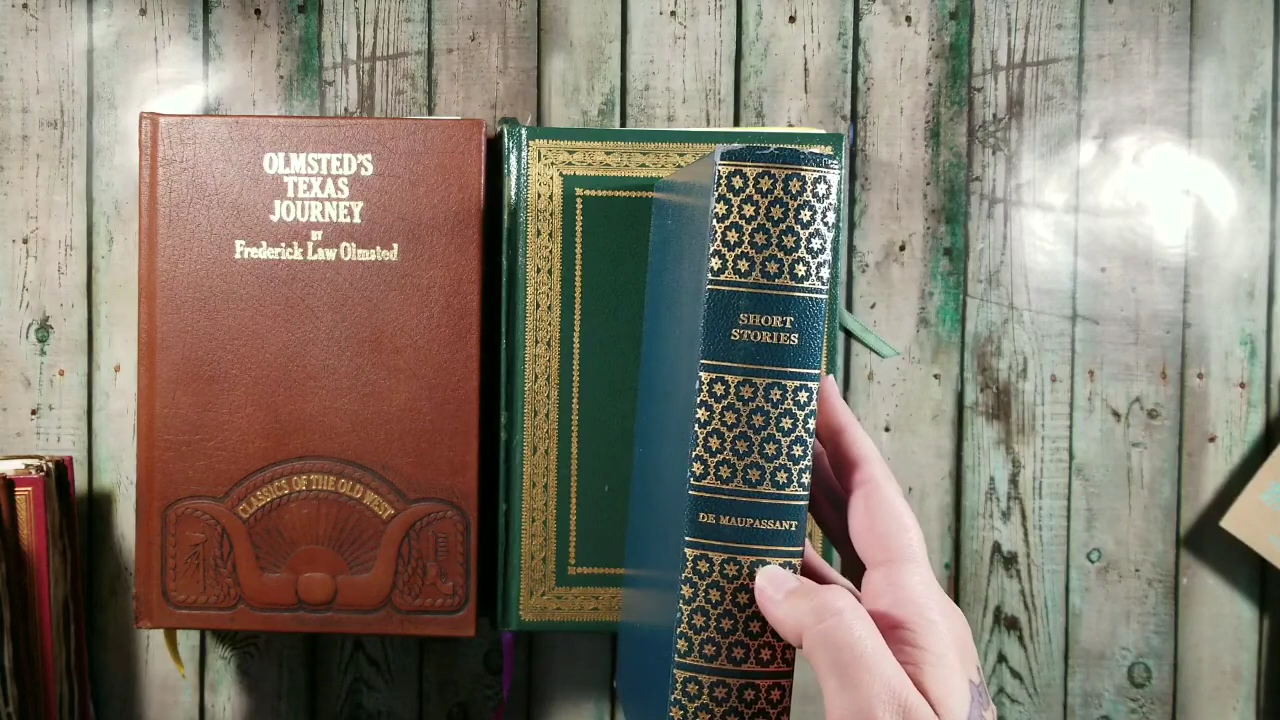 OLMSTED'S
TEXAS
JOURNEY
BY
Frederick Law Olmsted
CLASSICS OF THE OLD WEST
SHORT
STORIES
DE MAUPASSANT